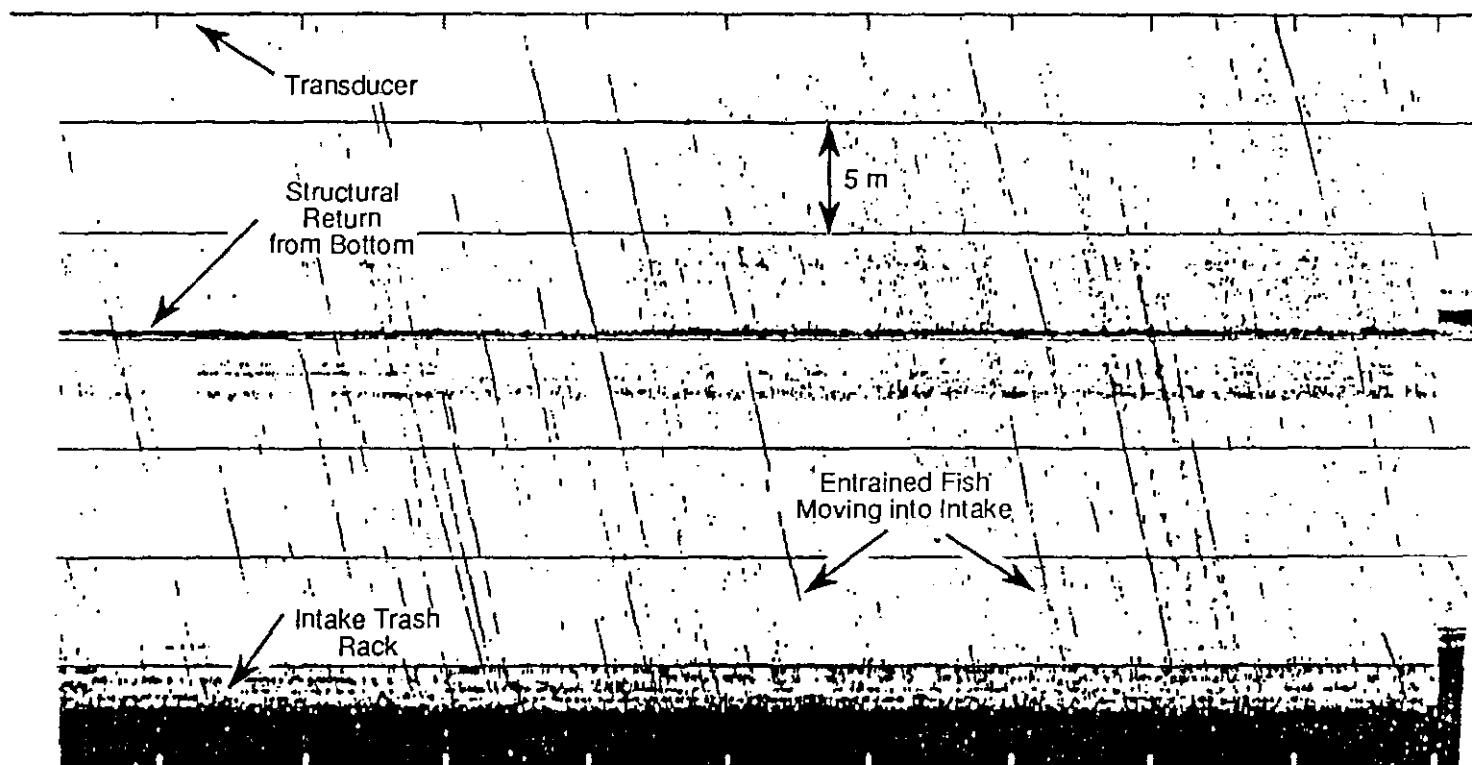 Transducer
5 m
Structural
Return
from Bottom
Entrained Fish
Moving into Intake
Intake Trash
Rack